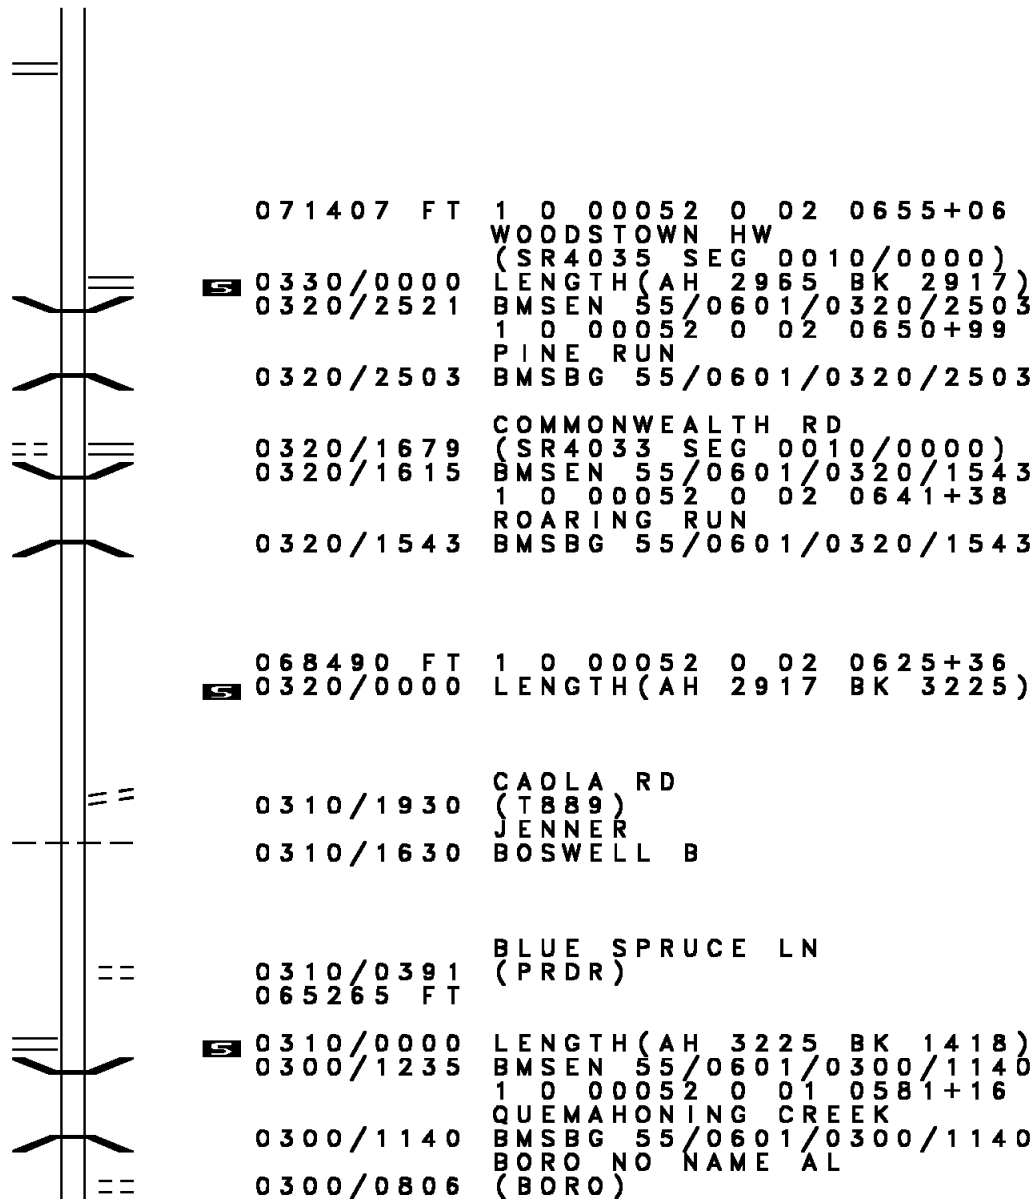 071407 FT 1 0 00052 0 02 0655+06
WOODSTOWN HW
(SR4035 SEG 0010/0000)
S 0330/0000 LENGTH(AH 2965 BK 2917)
0320/2521 BMSEN 55/0601/0320/2503
1 0 00052 0 02 0650+99
PINE RUN
0320/2503 BMSBG 55/0601/0320/2503
COMMONWEALTH RD
0320/1679 (SR4033 SEG 0010/0000)
0320/1615 BMSEN 55/0601/0320/1543
1 0 00052 0 02 0641+38
ROARING RUN
0320/1543 BMSBG 55/0601/0320/1543
068490 FT 1 0 00052 0 02 0625+36
S 0320/0000 LENGTH(AH 2917 BK 3225)
CAOLA RD
0310/1930 (T889)
JENNER
0310/1630 BOSWELL B
BLUE SPRUCE LN
0310/0391 (PRDR)
065265 FT
S 0310/0000 LENGTH(AH 3225 BK 1418)
0300/1235 BMSEN 55/0601/0300/1140
1 0 00052 0 01 0581+16
QUEMAHONING CREEK
0300/1140 BMSBG 55/0601/0300/1140
BORO NO NAME AL
0300/0806 (BORO)